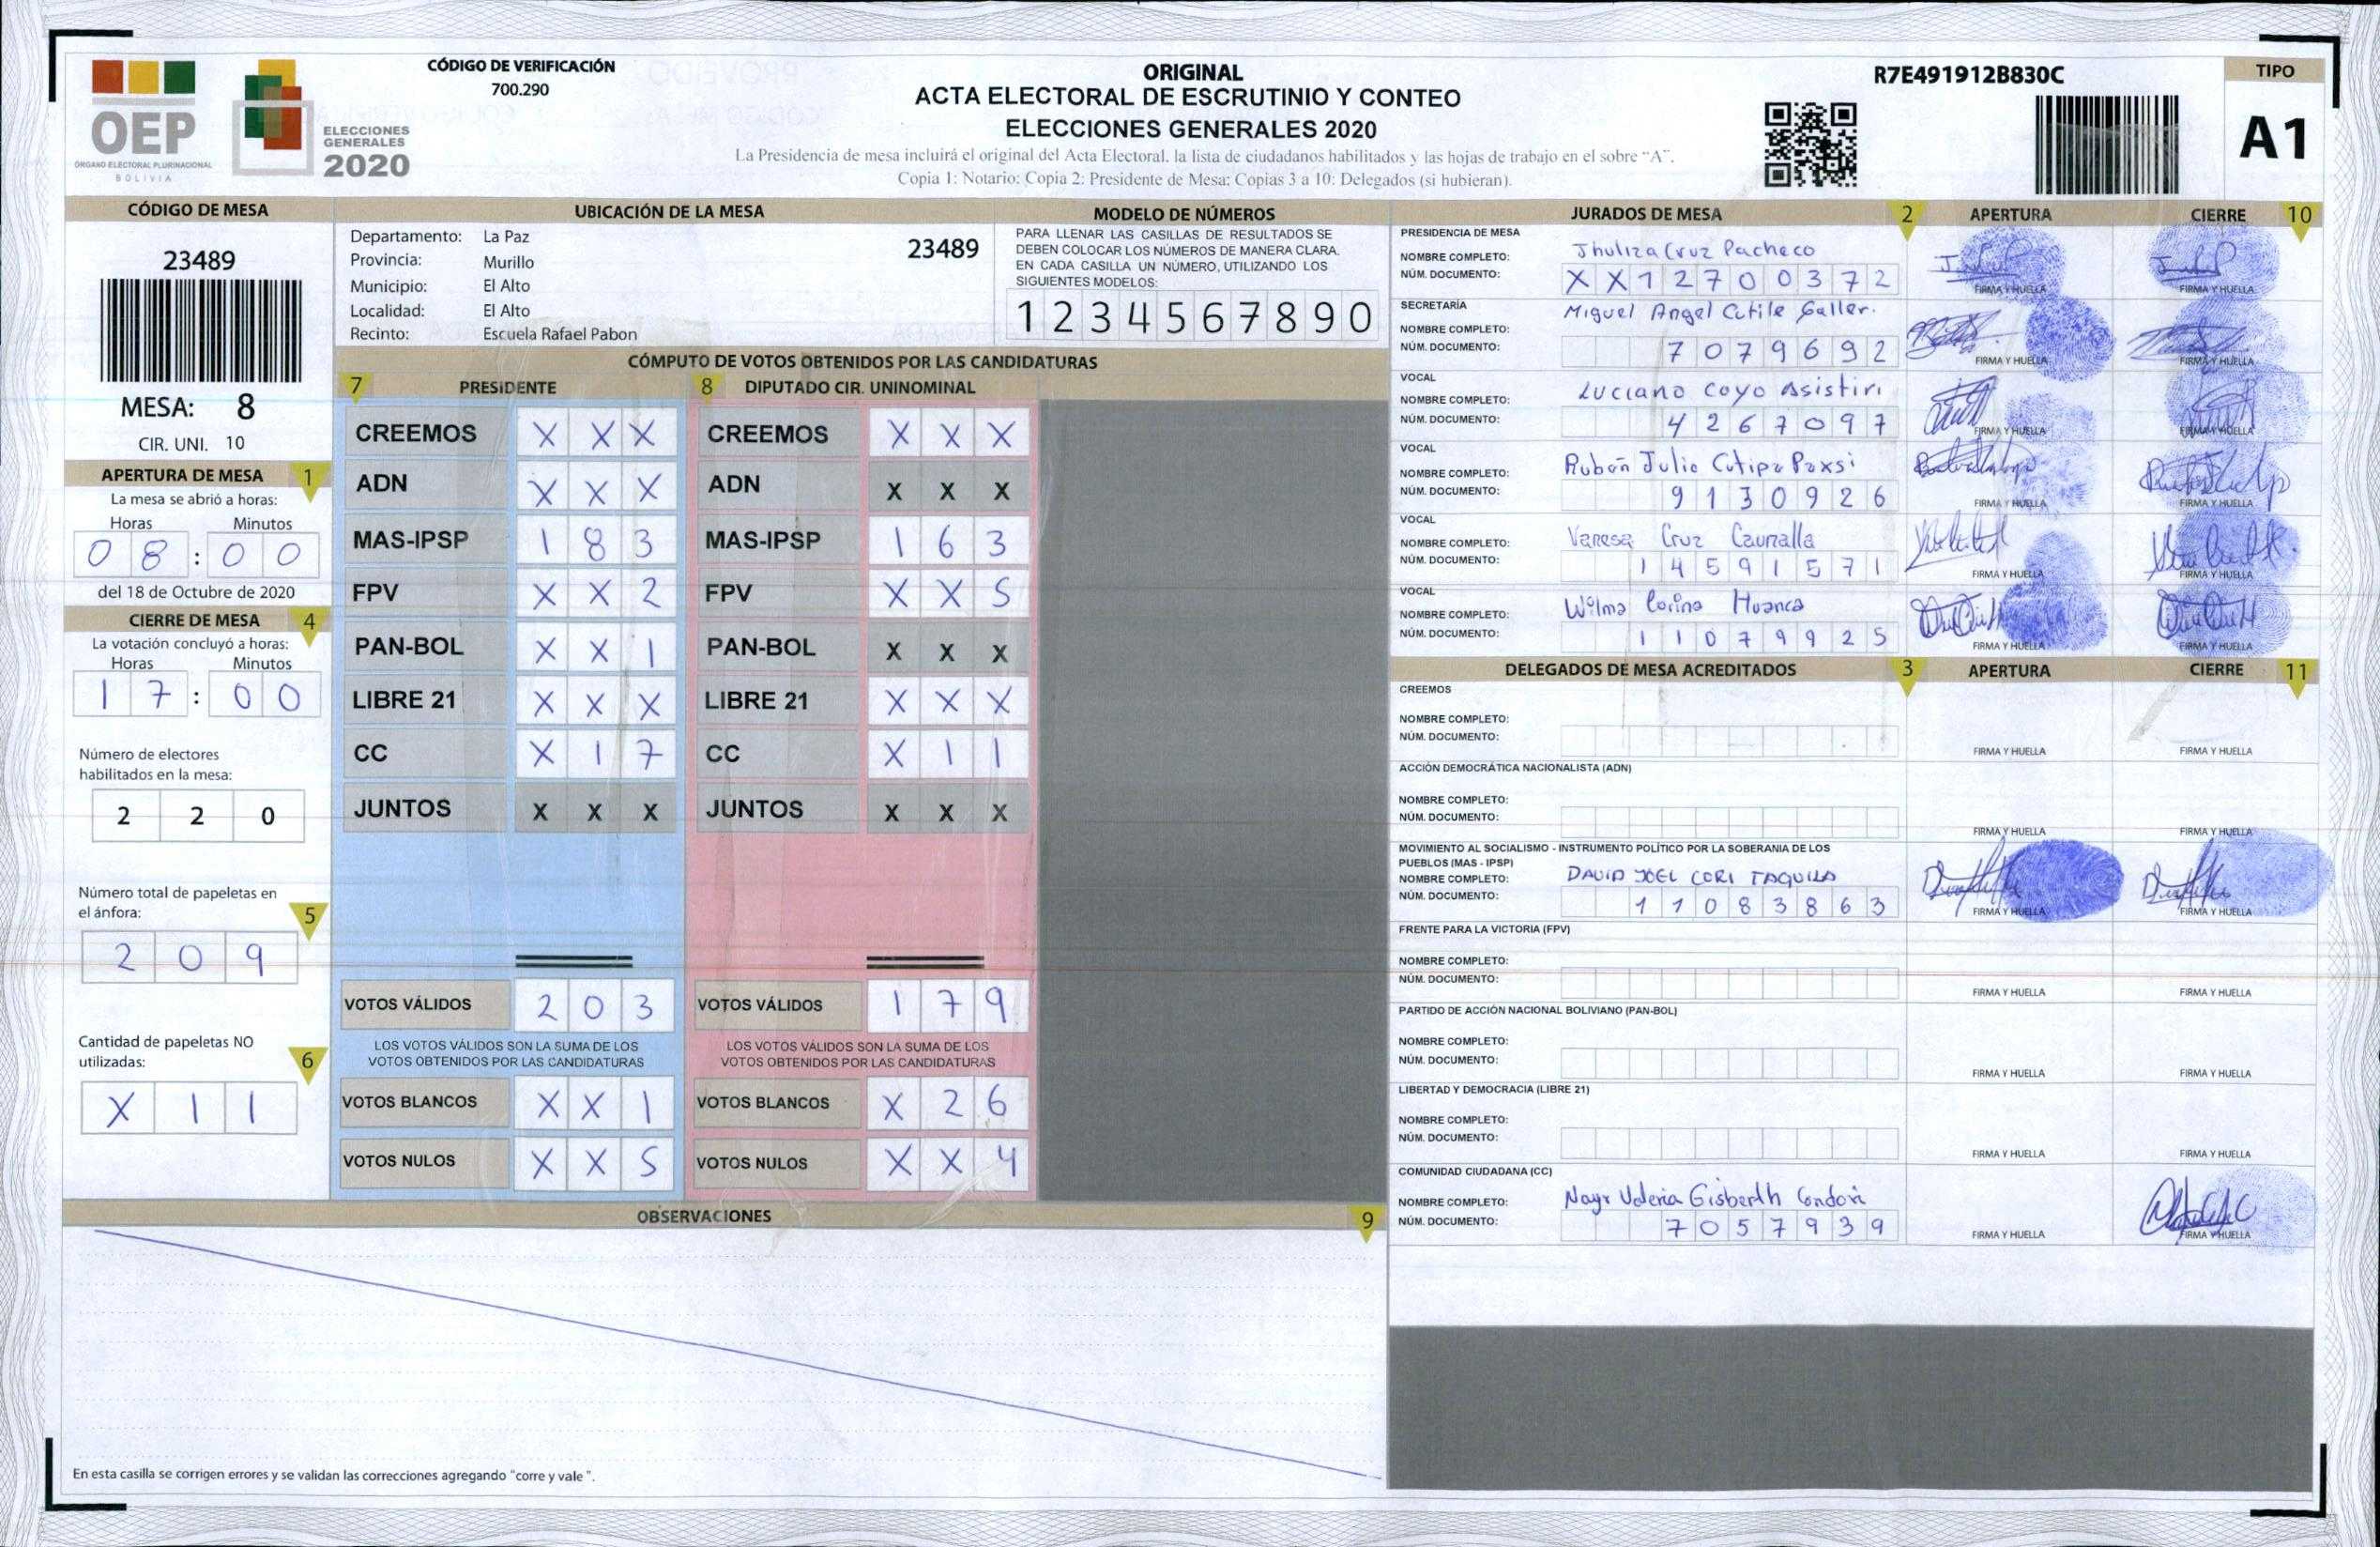 OEP
ÓRGANO ELECTORAL PLURINACIONAL
BOLIVIA
ELECCIONES
GENERALES
2020
CÓDIGO DE VERIFICACIÓN
700.290
ORIGINAL
ACTA ELECTORAL DE ESCRUTINIO Y CONTEO
ELECCIONES GENERALES 2020
La Presidencia de mesa incluirá el original del Acta Electoral, la lista de ciudadanos habilitados y las hojas de trabajo en el sobre "A".
Copia 1: Notario; Copia 2: Presidente de Mesa; Copias 3 a 10: Delegados (si hubieran).
R7E491912B830C
TIPO
A1
CÓDIGO DE MESA
23489
MESA: 8
CIR. UNI. 10
APERTURA DE MESA 1
La mesa se abrió a horas:
Horas Minutos
0 8 : 0 0
del 18 de Octubre de 2020
CIERRE DE MESA 4
La votación concluyó a horas:
Horas Minutos
1 7 : 0 0
Número de electores
habilitados en la mesa:
2 2 0
Número total de papeletas en
el ánfora: 5
2 0 9
Cantidad de papeletas NO
utilizadas: 6
X 1 1
UBICACIÓN DE LA MESA
Departamento: La Paz 23489
Provincia: Murillo
Municipio: El Alto
Localidad: El Alto
Recinto: Escuela Rafael Pabon
MODELO DE NÚMEROS
PARA LLENAR LAS CASILLAS DE RESULTADOS SE
DEBEN COLOCAR LOS NÚMEROS DE MANERA CLARA.
EN CADA CASILLA UN NÚMERO, UTILIZANDO LOS
SIGUIENTES MODELOS:
1 2 3 4 5 6 7 8 9 0
CÓMPUTO DE VOTOS OBTENIDOS POR LAS CANDIDATURAS
7 PRESIDENTE 8 DIPUTADO CIR. UNINOMINAL
CREEMOS X X X CREEMOS X X X
ADN X X X ADN X X X
MAS-IPSP 1 8 3 MAS-IPSP 1 6 3
FPV X X 2 FPV X X 5
PAN-BOL X X 1 PAN-BOL X X X
LIBRE 21 X X X LIBRE 21 X X X
CC X 1 7 CC X 1 1
JUNTOS X X X JUNTOS X X X
VOTOS VÁLIDOS 2 0 3 VOTOS VÁLIDOS 1 7 9
LOS VOTOS VÁLIDOS SON LA SUMA DE LOS LOS VOTOS VÁLIDOS SON LA SUMA DE LOS
VOTOS OBTENIDOS POR LAS CANDIDATURAS VOTOS OBTENIDOS POR LAS CANDIDATURAS
VOTOS BLANCOS X X 1 VOTOS BLANCOS X 2 6
VOTOS NULOS X X 5 VOTOS NULOS X X 4
OBSERVACIONES 9
En esta casilla se corrigen errores y se validan las correcciones agregando "corre y vale ".
JURADOS DE MESA 2 APERTURA CIERRE 10
PRESIDENCIA DE MESA
NOMBRE COMPLETO: Jhuliza Cruz Pacheco
NÚM. DOCUMENTO: X X 1 2 7 0 0 3 7 2
FIRMA Y HUELLA FIRMA Y HUELLA
SECRETARÍA
NOMBRE COMPLETO: Miguel Angel Cutile Galler.
NÚM. DOCUMENTO: 7 0 7 9 6 9 2
FIRMA Y HUELLA FIRMA Y HUELLA
VOCAL
NOMBRE COMPLETO: Luciano Coyo Asistiri
NÚM. DOCUMENTO: 4 2 6 7 0 9 7
FIRMA Y HUELLA FIRMA Y HUELLA
VOCAL
NOMBRE COMPLETO: Rubén Julio Cutipa Paxsi
NÚM. DOCUMENTO: 9 1 3 0 9 2 6
FIRMA Y HUELLA FIRMA Y HUELLA
VOCAL
NOMBRE COMPLETO: Vanesa Cruz
NÚM. DOCUMENTO: 1 4 5 9 1 5 7 1
FIRMA Y HUELLA FIRMA Y HUELLA
VOCAL
NOMBRE COMPLETO: Wilma Corina Huanca
NÚM. DOCUMENTO: 1 1 0 7 9 9 2 5
FIRMA Y HUELLA FIRMA Y HUELLA
DELEGADOS DE MESA ACREDITADOS 3 APERTURA CIERRE 11
CREEMOS
NOMBRE COMPLETO:
NÚM. DOCUMENTO:
FIRMA Y HUELLA FIRMA Y HUELLA
ACCIÓN DEMOCRÁTICA NACIONALISTA (ADN)
NOMBRE COMPLETO:
NÚM. DOCUMENTO:
FIRMA Y HUELLA FIRMA Y HUELLA
MOVIMIENTO AL SOCIALISMO - INSTRUMENTO POLÍTICO POR LA SOBERANIA DE LOS
PUEBLOS (MAS - IPSP)
NOMBRE COMPLETO: DAVID JOEL CORI TAQUILA
NÚM. DOCUMENTO: 1 1 0 8 3 8 6 3
FIRMA Y HUELLA FIRMA Y HUELLA
FRENTE PARA LA VICTORIA (FPV)
NOMBRE COMPLETO:
NÚM. DOCUMENTO:
FIRMA Y HUELLA FIRMA Y HUELLA
PARTIDO DE ACCIÓN NACIONAL BOLIVIANO (PAN-BOL)
NOMBRE COMPLETO:
NÚM. DOCUMENTO:
FIRMA Y HUELLA FIRMA Y HUELLA
LIBERTAD Y DEMOCRACIA (LIBRE 21)
NOMBRE COMPLETO:
NÚM. DOCUMENTO:
FIRMA Y HUELLA FIRMA Y HUELLA
COMUNIDAD CIUDADANA (CC)
NOMBRE COMPLETO: Nayr Valeria Gisberth Condori
NÚM. DOCUMENTO: 7 0 5 7 9 3 9
FIRMA Y HUELLA FIRMA Y HUELLA